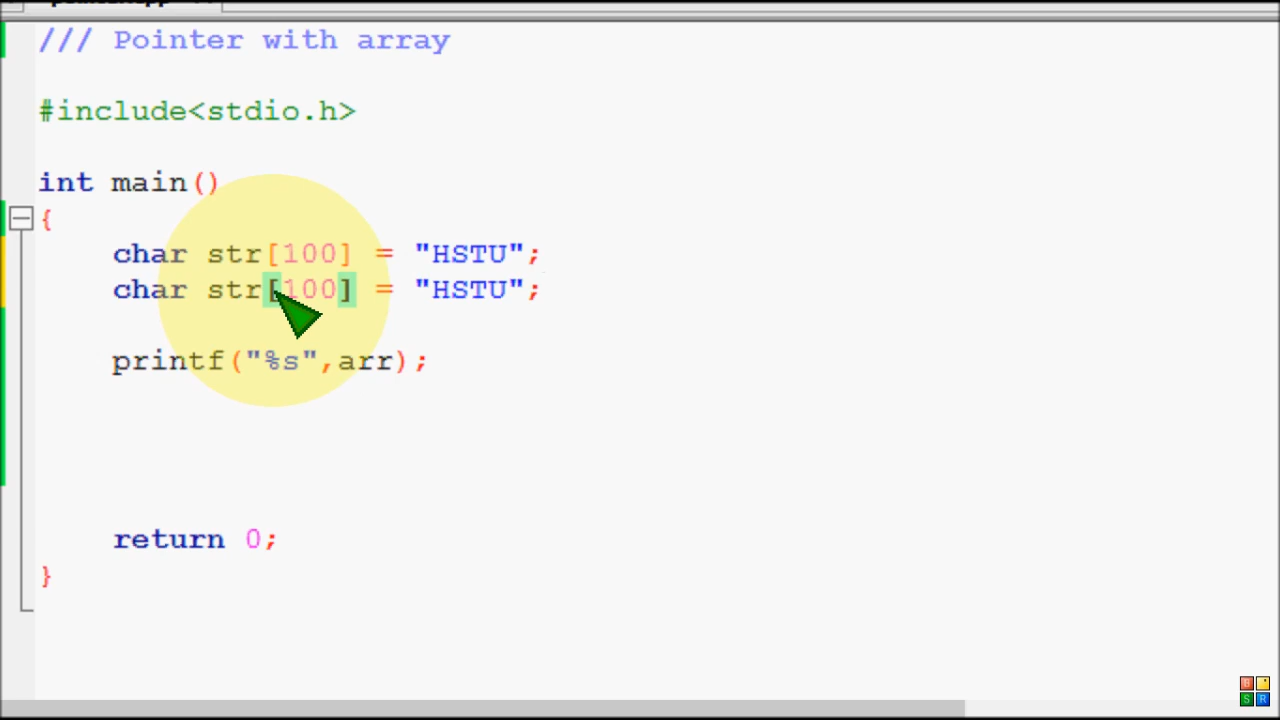 /// Pointer with array
#include<stdio.h>
int main()
{
char str[100] = "HSTU";
char str[100] = "HSTU";
printf("%s",arr);
return 0;
}